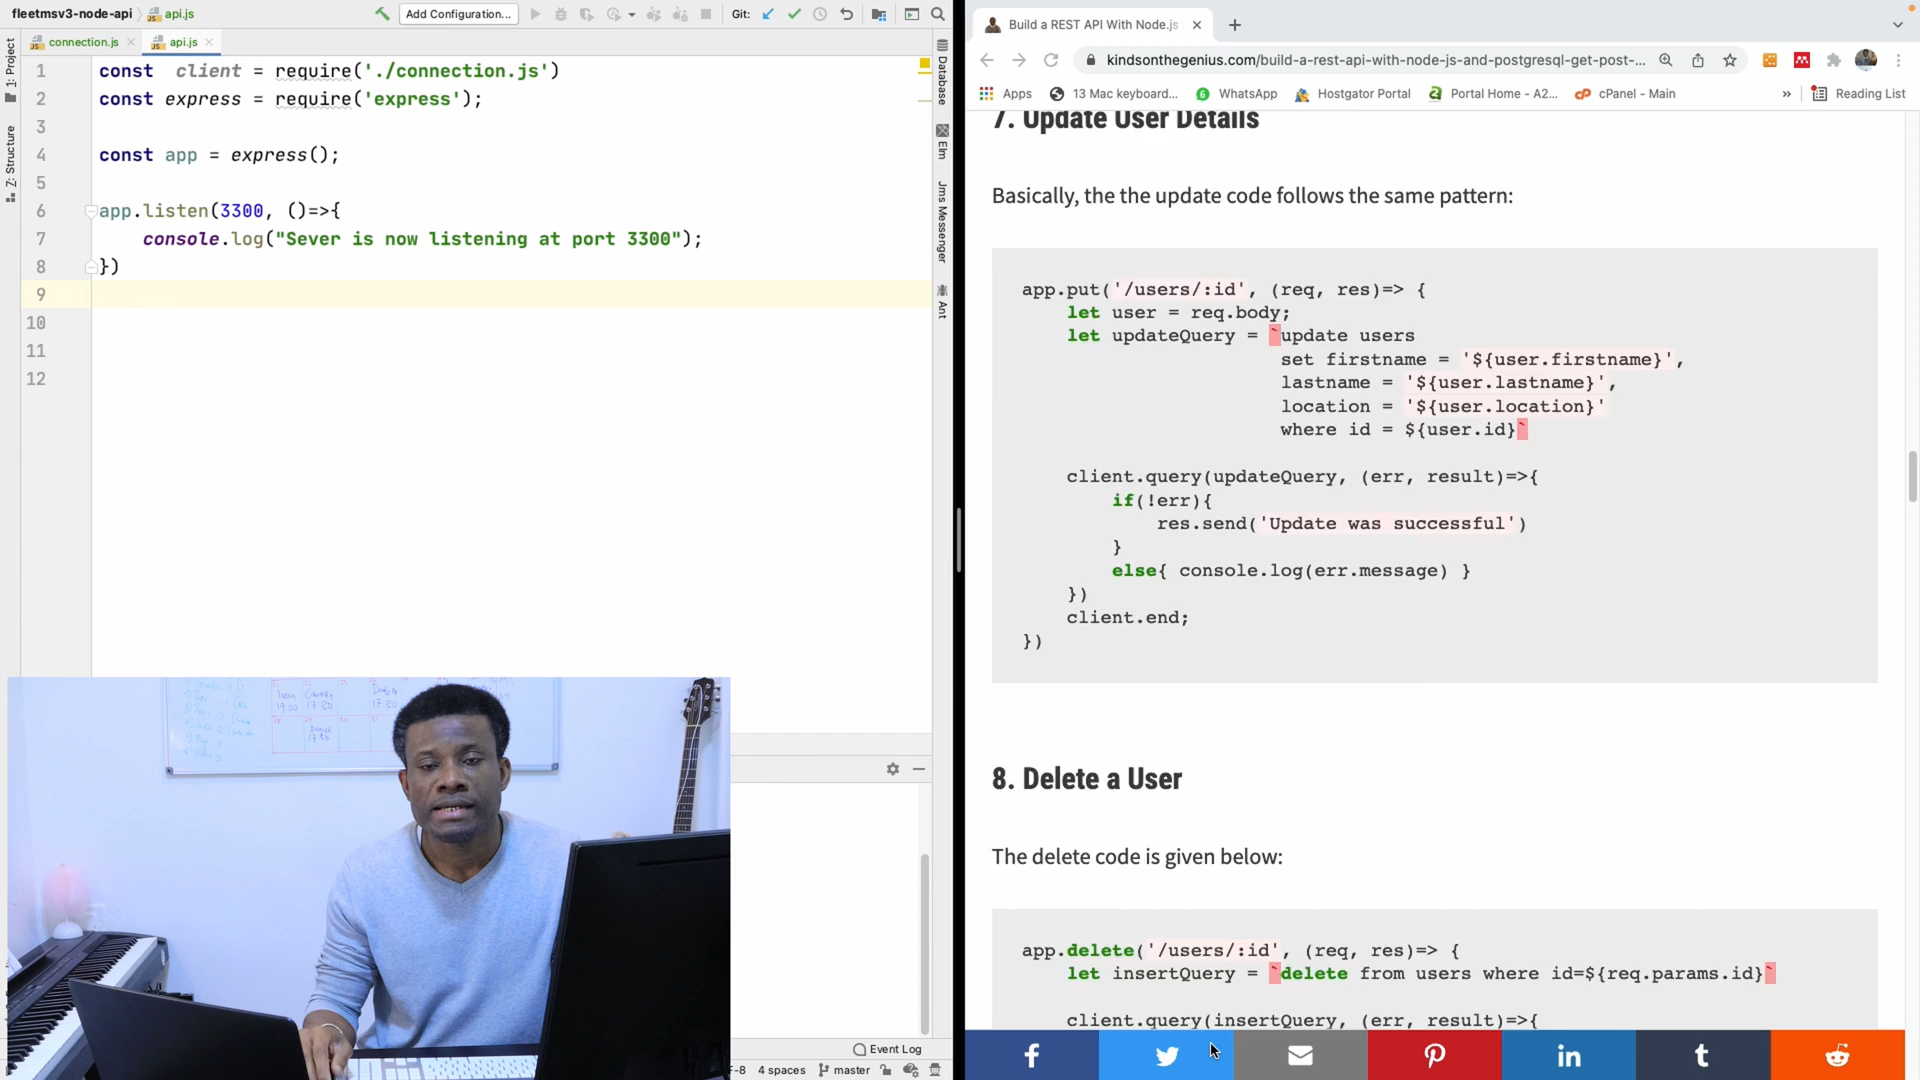 fleetmsv3-node-api
api.js
Add Configuration...
Git:
connection.js
api.js
1: Project
Z: Structure
1 const client = require('./connection.js')
2 const express = require('express');
3
4 const app = express();
5
6 app.listen(3300, ()=>{
7 console.log("Sever is now listening at port 3300");
8 })
9
10
11
12
Database
Elm
Jms Messenger
Ant
Event Log
-8
4 spaces
master
Build a REST API With Node.js
kindsonthegenius.com/build-a-rest-api-with-node-js-and-postgresql-get-post-...
Apps
13 Mac keyboard...
WhatsApp
Hostgator Portal
Portal Home - A2...
cPanel - Main
»
Reading List
7. Update User Details
Basically, the the update code follows the same pattern:
app.put('/users/:id', (req, res)=> {
let user = req.body;
let updateQuery = `update users
set firstname = '${user.firstname}',
lastname = '${user.lastname}',
location = '${user.location}'
where id = ${user.id}`
client.query(updateQuery, (err, result)=>{
if(!err){
res.send('Update was successful')
}
else{ console.log(err.message) }
})
client.end;
})
8. Delete a User
The delete code is given below:
app.delete('/users/:id', (req, res)=> {
let insertQuery = `delete from users where id=${req.params.id}`
client.query(insertQuery, (err, result)=>{